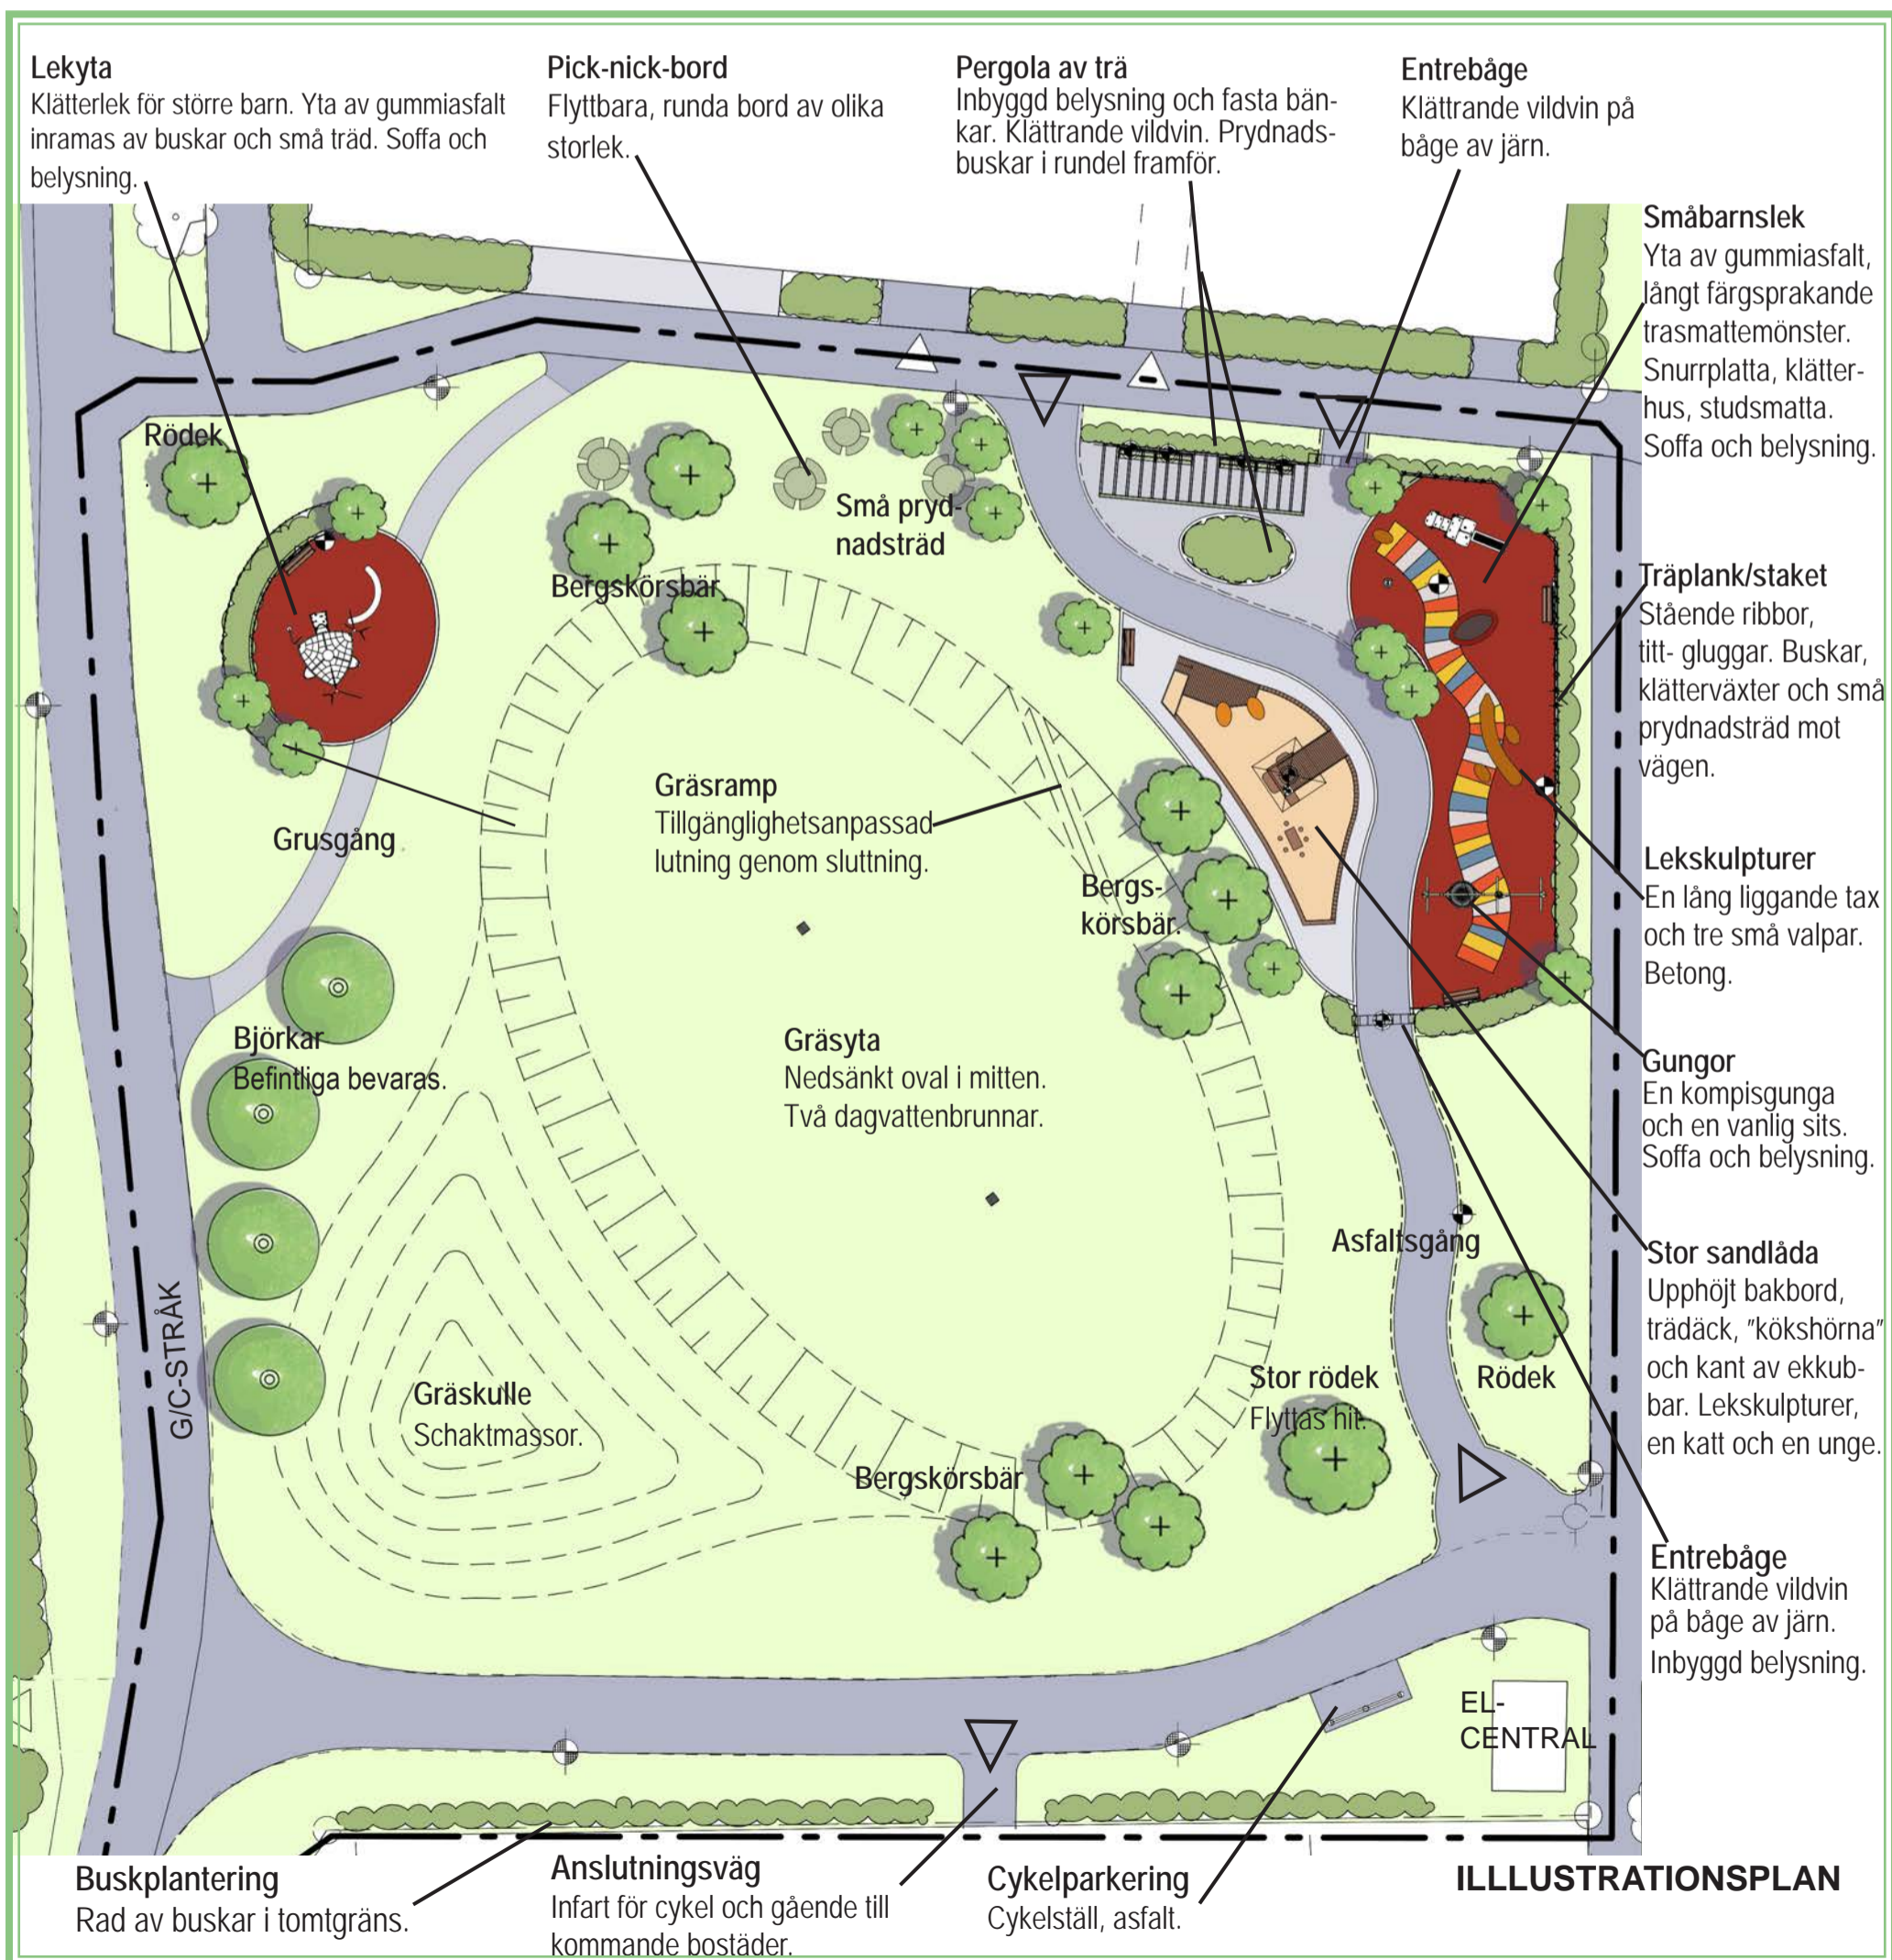 Lekyta
Klätterlek för större barn. Yta av gummiasfalt
inramas av buskar och små träd. Soffa och
belysning.
Pick-nick-bord
Flyttbara, runda bord av olika
storlek.
Pergola av trä
Inbyggd belysning och fasta bän-
kar. Klättrande vildvin. Prydnads-
buskar i rundel framför.
Entrebåge
Klättrande vildvin på
båge av järn.
Småbarnslek
Yta av gummiasfalt,
långt färgsprakande
trasmattemönster.
Snurrplatta, klätter-
hus, studsmatta.
Soffa och belysning.
Rödek
Små pryd-
nadsträd
Bergskörsbär
Träplank/staket
Stående ribbor,
titt- gluggar. Buskar,
klätterväxter och små
prydnadsträd mot
vägen.
Gräsramp
Tillgänglighetsanpassad
lutning genom sluttning.
Grusgång
Bergs-
körsbär.
Lekskulpturer
En lång liggande tax
och tre små valpar.
Betong.
Björkar
Befintliga bevaras.
Gräsyta
Nedsänkt oval i mitten.
Två dagvattenbrunnar.
Gungor
En kompisgunga
och en vanlig sits.
Soffa och belysning.
Asfaltsgång
Stor sandlåda
Upphöjt bakbord,
trädäck, "kökshörna"
och kant av ekkub-
bar. Lekskulpturer,
en katt och en unge.
G/C-STRÅK
Gräskulle
Schaktmassor.
Stor rödek
Flyttas hit.
Rödek
Bergskörsbär
Entrebåge
Klättrande vildvin
på båge av järn.
Inbyggd belysning.
EL-
CENTRAL
Buskplantering
Rad av buskar i tomtgräns.
Anslutningsväg
Infart för cykel och gående till
kommande bostäder.
Cykelparkering
Cykelställ, asfalt.
ILLLUSTRATIONSPLAN